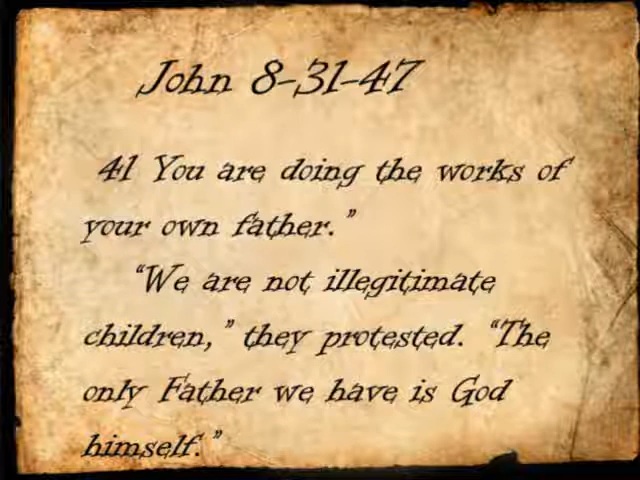 John 8-31-47
41 You are doing the works of
your own father.”
“We are not illegitimate
children,” they protested. “The
only Father we have is God
himself.”